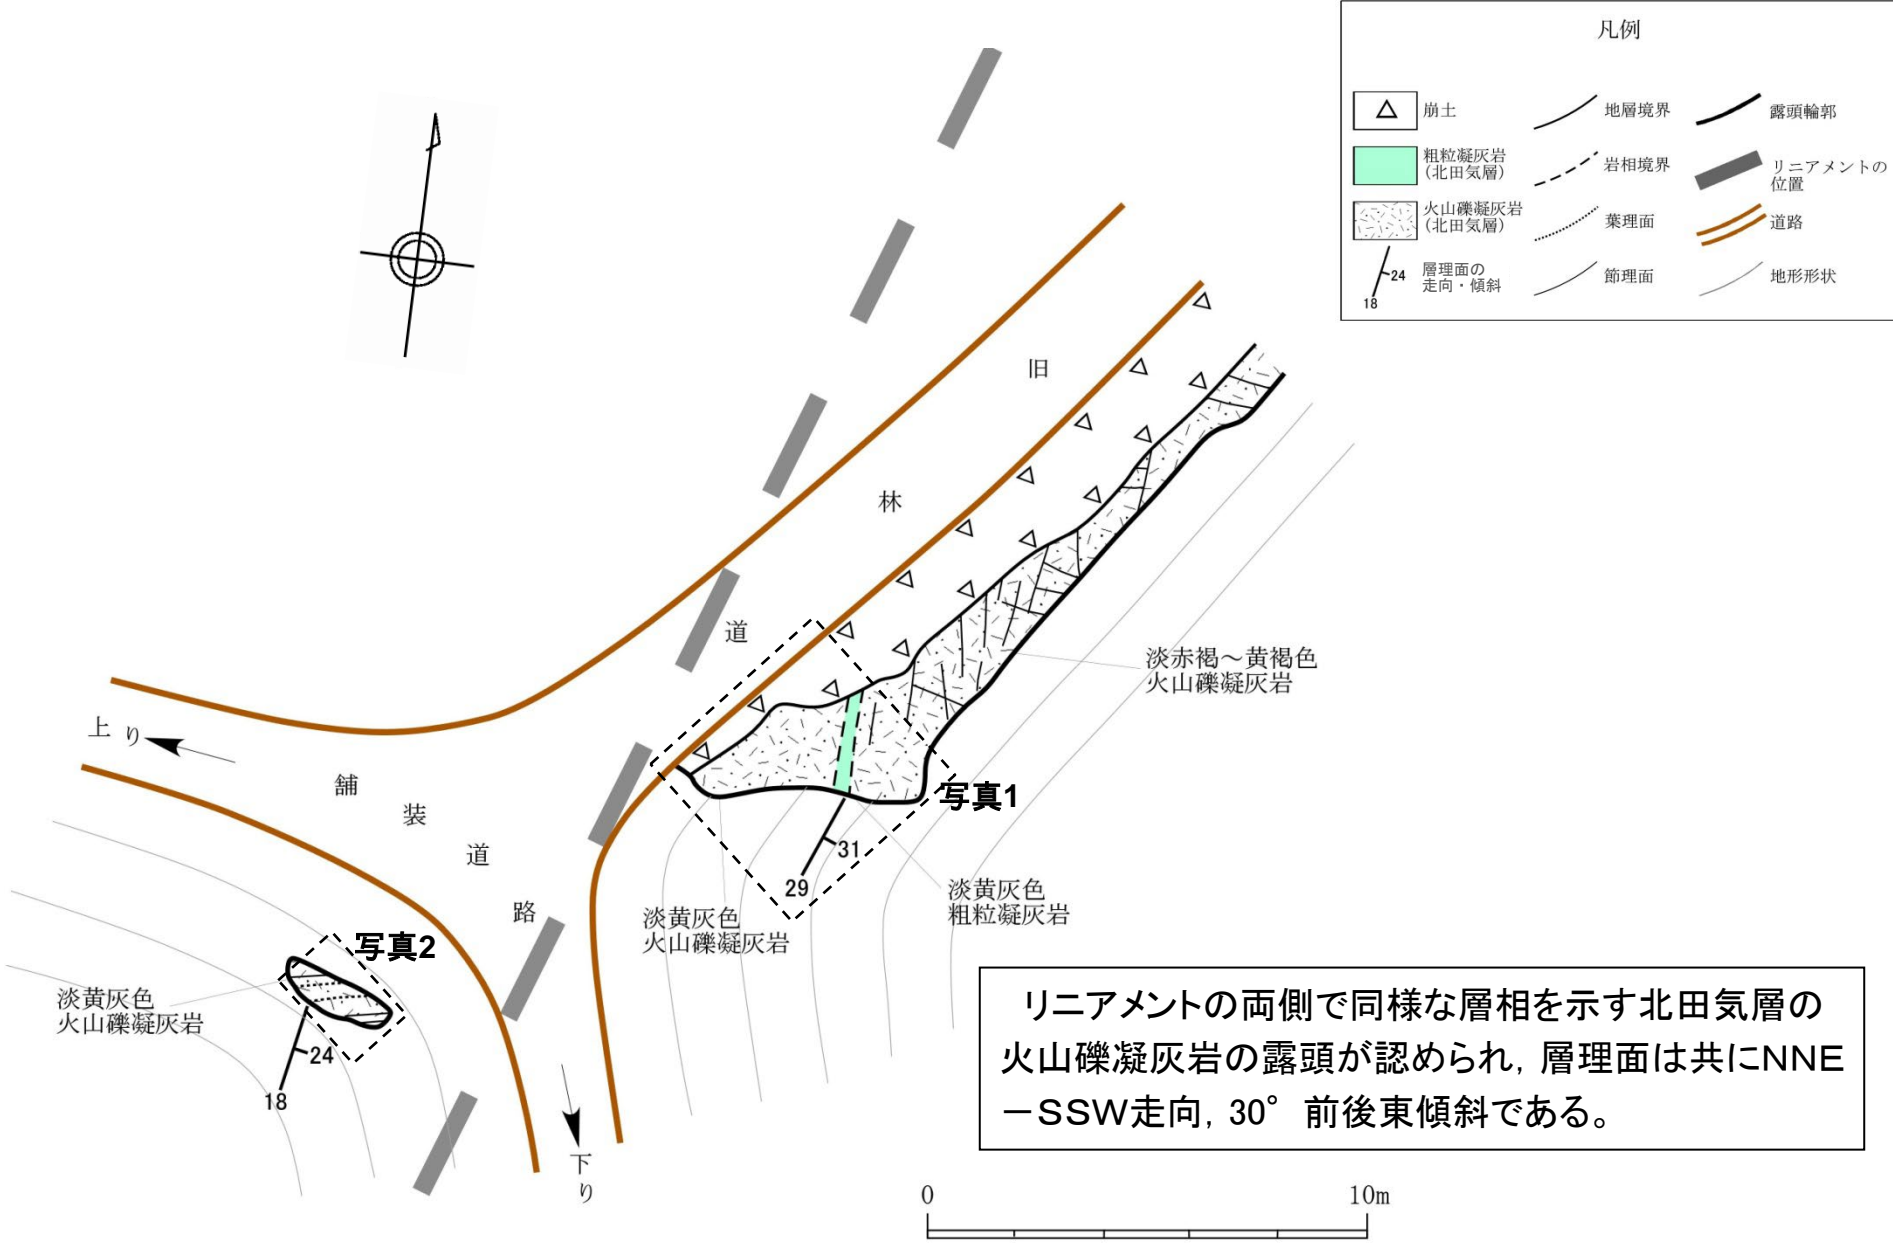 凡例
崩土
粗粒凝灰岩
(北田気層)
火山礫凝灰岩
(北田気層)
24
18
層理面の
走向・傾斜
地層境界
岩相境界
葉理面
節理面
露頭輪郭
リニアメントの
位置
道路
地形形状
旧
林
道
上り
舗
装
道
路
下り
淡赤褐～黄褐色
火山礫凝灰岩
写真1
31
29
淡黄灰色
火山礫凝灰岩
淡黄灰色
粗粒凝灰岩
写真2
淡黄灰色
火山礫凝灰岩
24
18
リニアメントの両側で同様な層相を示す北田気層の
火山礫凝灰岩の露頭が認められ，層理面は共にNNE
－SSW走向，30°前後東傾斜である。
0
10m